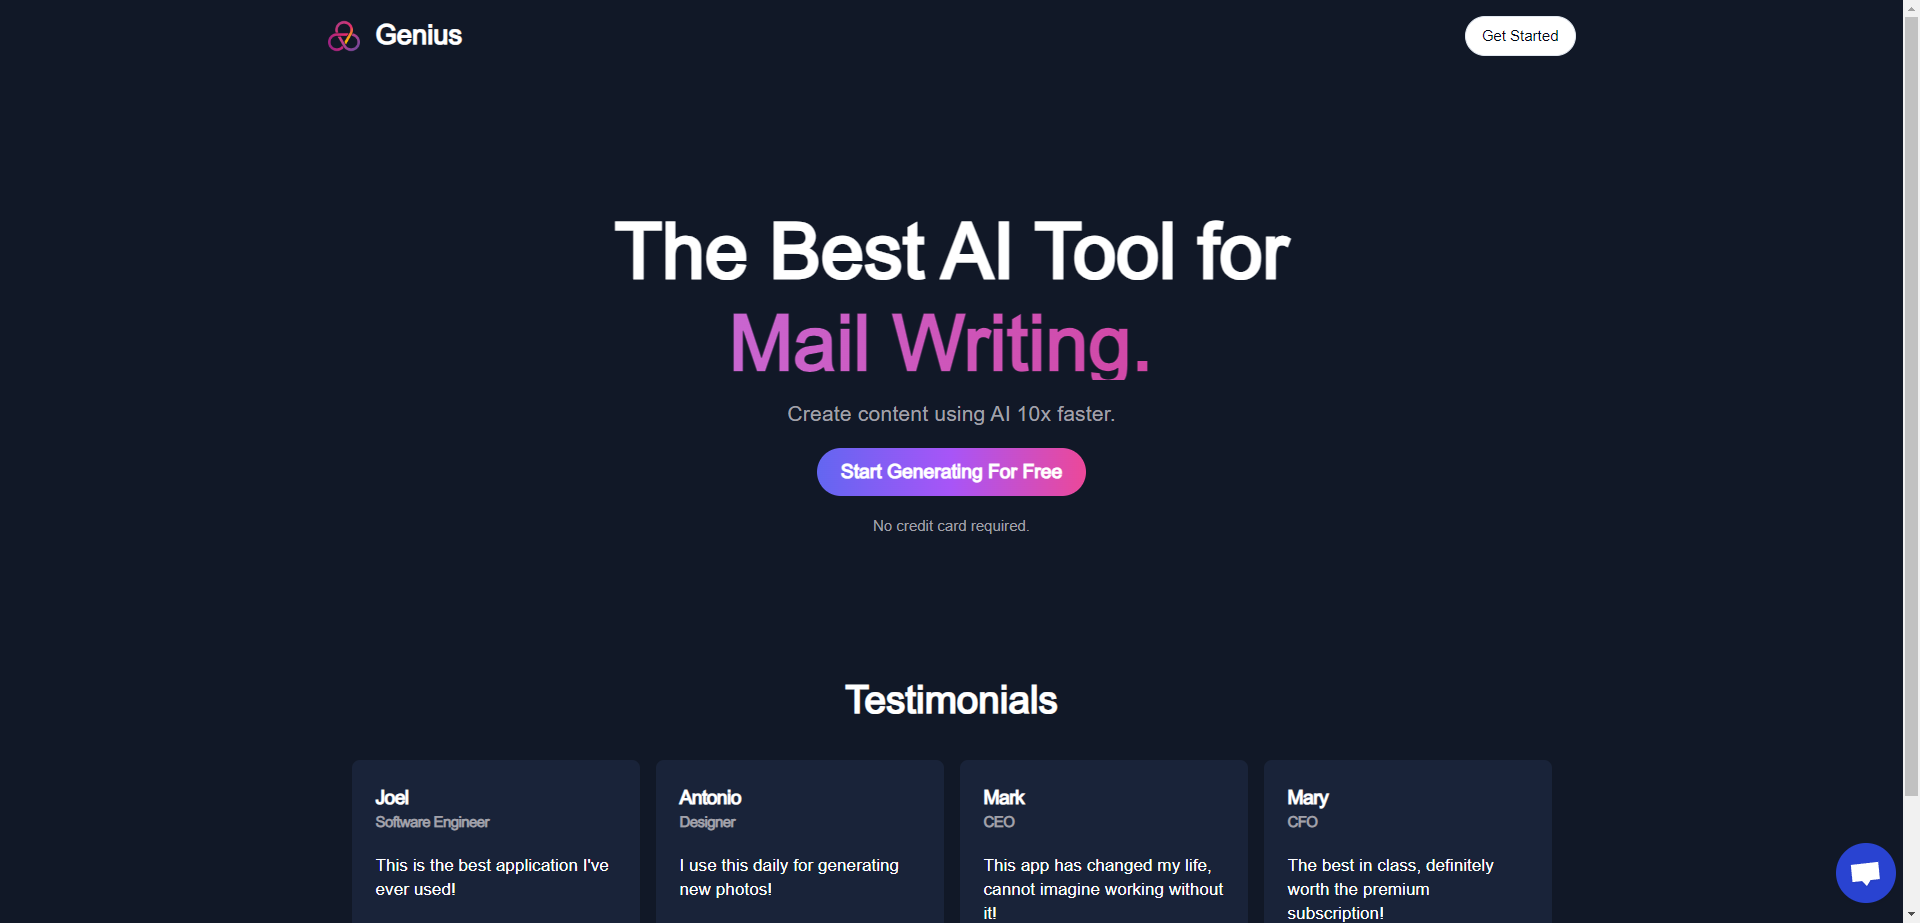 Genius
Get Started
The Best AI Tool for
Mail Writing.
Create content using AI 10x faster.
Start Generating For Free
No credit card required.
Testimonials
Joel
Software Engineer
This is the best application I've
ever used!
Antonio
Designer
I use this daily for generating
new photos!
Mark
CEO
This app has changed my life,
cannot imagine working without
it!
Mary
CFO
The best in class, definitely
worth the premium
subscription!